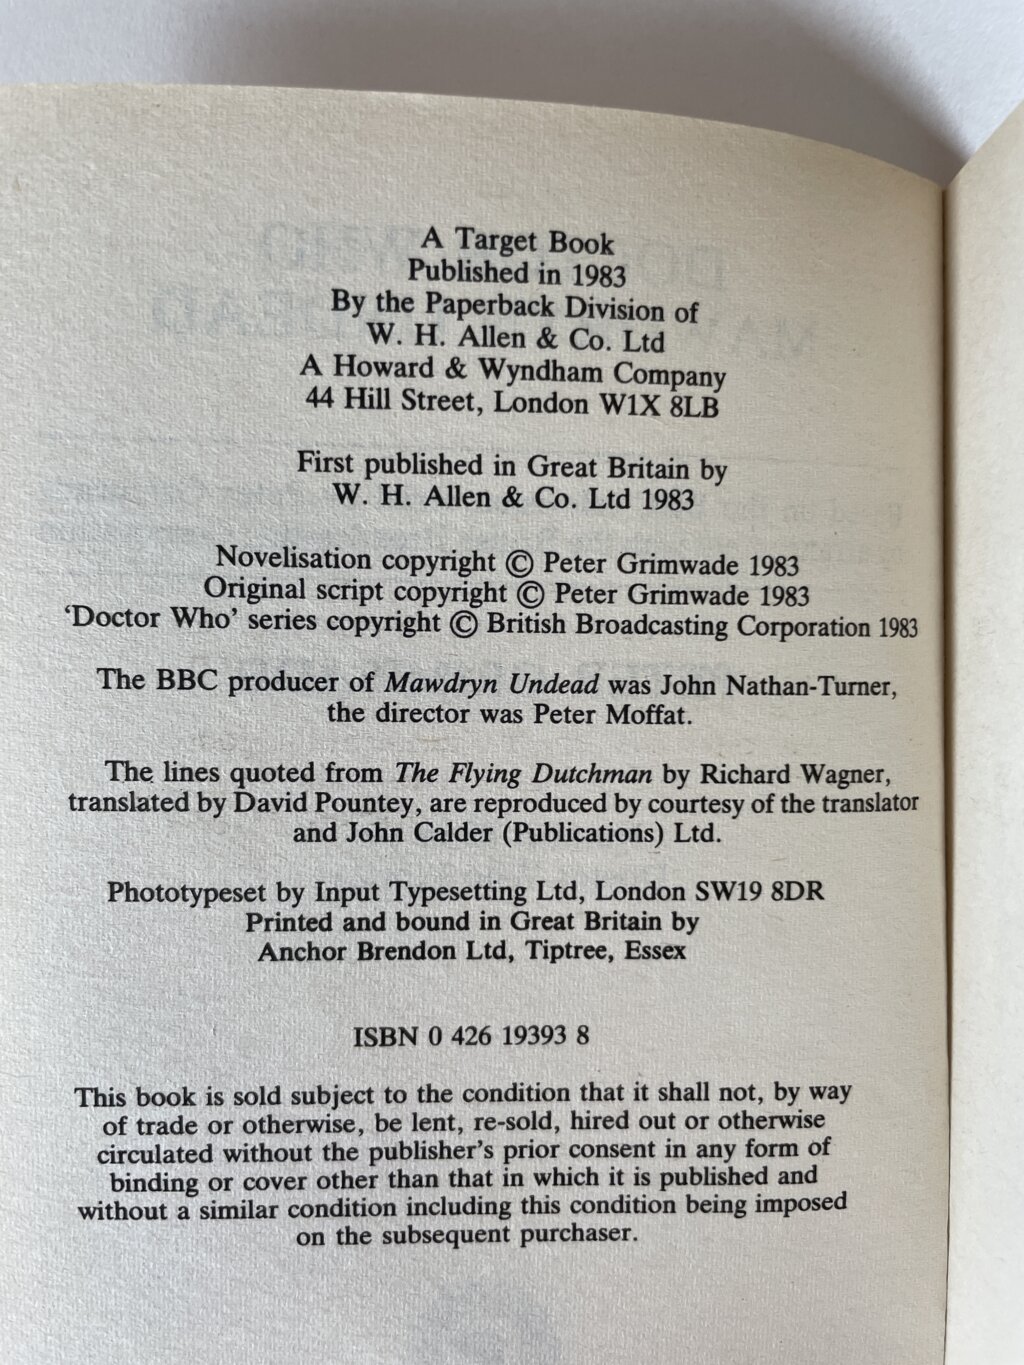 A Target Book
Published in 1983
By the Paperback Division of
W. H. Allen & Co. Ltd
A Howard & Wyndham Company
44 Hill Street, London W1X 8LB
First published in Great Britain by
W. H. Allen & Co. Ltd 1983
Novelisation copyright © Peter Grimwade 1983
Original script copyright © Peter Grimwade 1983
‘Doctor Who’ series copyright © British Broadcasting Corporation 1983
The BBC producer of Mawdryn Undead was John Nathan-Turner,
the director was Peter Moffat.
The lines quoted from The Flying Dutchman by Richard Wagner,
translated by David Pountey, are reproduced by courtesy of the translator
and John Calder (Publications) Ltd.
Phototypeset by Input Typesetting Ltd, London SW19 8DR
Printed and bound in Great Britain by
Anchor Brendon Ltd, Tiptree, Essex
ISBN 0 426 19393 8
This book is sold subject to the condition that it shall not, by way
of trade or otherwise, be lent, re-sold, hired out or otherwise
circulated without the publisher’s prior consent in any form of
binding or cover other than that in which it is published and
without a similar condition including this condition being imposed
on the subsequent purchaser.